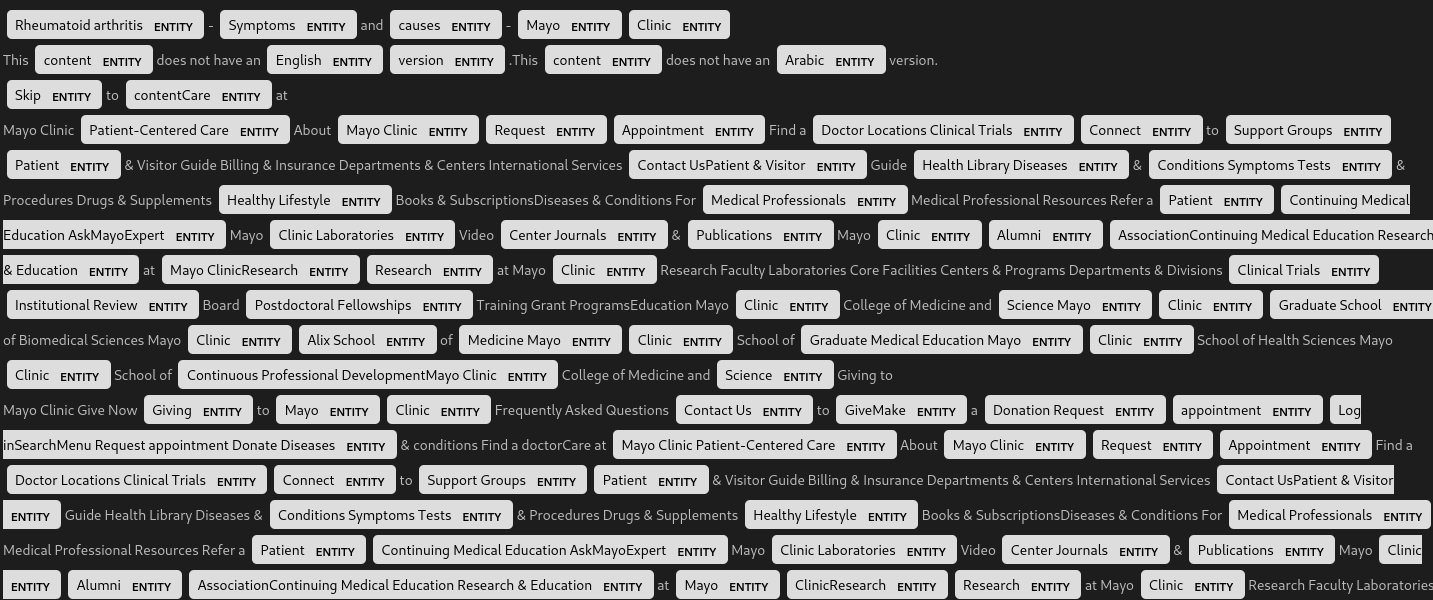 Rheumatoid arthritis ENTITY - Symptoms ENTITY and causes ENTITY - Mayo ENTITY Clinic ENTITY
This content ENTITY does not have an English ENTITY version ENTITY .This content ENTITY does not have an Arabic ENTITY version.
Skip ENTITY to contentCare ENTITY at
Mayo Clinic Patient-Centered Care ENTITY About Mayo Clinic ENTITY Request ENTITY Appointment ENTITY Find a Doctor Locations Clinical Trials ENTITY Connect ENTITY to Support Groups ENTITY
Patient ENTITY & Visitor Guide Billing & Insurance Departments & Centers International Services Contact UsPatient & Visitor ENTITY Guide Health Library Diseases ENTITY & Conditions Symptoms Tests ENTITY &
Procedures Drugs & Supplements Healthy Lifestyle ENTITY Books & SubscriptionsDiseases & Conditions For Medical Professionals ENTITY Medical Professional Resources Refer a Patient ENTITY Continuing Medical
Education AskMayoExpert ENTITY Mayo Clinic Laboratories ENTITY Video Center Journals ENTITY & Publications ENTITY Mayo Clinic ENTITY Alumni ENTITY AssociationContinuing Medical Education Research
& Education ENTITY at Mayo ClinicResearch ENTITY Research ENTITY at Mayo Clinic ENTITY Research Faculty Laboratories Core Facilities Centers & Programs Departments & Divisions Clinical Trials ENTITY
Institutional Review ENTITY Board Postdoctoral Fellowships ENTITY Training Grant ProgramsEducation Mayo Clinic ENTITY College of Medicine and Science Mayo ENTITY Clinic ENTITY Graduate School ENTITY
of Biomedical Sciences Mayo Clinic ENTITY Alix School ENTITY of Medicine Mayo ENTITY Clinic ENTITY School of Graduate Medical Education Mayo ENTITY Clinic ENTITY School of Health Sciences Mayo
Clinic ENTITY School of Continuous Professional DevelopmentMayo Clinic ENTITY College of Medicine and Science ENTITY Giving to
Mayo Clinic Give Now Giving ENTITY to Mayo ENTITY Clinic ENTITY Frequently Asked Questions Contact Us ENTITY to GiveMake ENTITY a Donation Request ENTITY appointment ENTITY Log
inSearchMenu Request appointment Donate Diseases ENTITY & conditions Find a doctorCare at Mayo Clinic Patient-Centered Care ENTITY About Mayo Clinic ENTITY Request ENTITY Appointment ENTITY Find a
Doctor Locations Clinical Trials ENTITY Connect ENTITY to Support Groups ENTITY Patient ENTITY & Visitor Guide Billing & Insurance Departments & Centers International Services Contact UsPatient & Visitor
ENTITY Guide Health Library Diseases & Conditions Symptoms Tests ENTITY & Procedures Drugs & Supplements Healthy Lifestyle ENTITY Books & SubscriptionsDiseases & Conditions For Medical Professionals ENTITY
Medical Professional Resources Refer a Patient ENTITY Continuing Medical Education AskMayoExpert ENTITY Mayo Clinic Laboratories ENTITY Video Center Journals ENTITY & Publications ENTITY Mayo Clinic
ENTITY Alumni ENTITY AssociationContinuing Medical Education Research & Education ENTITY at Mayo ENTITY ClinicResearch ENTITY Research ENTITY at Mayo Clinic ENTITY Research Faculty Laboratories